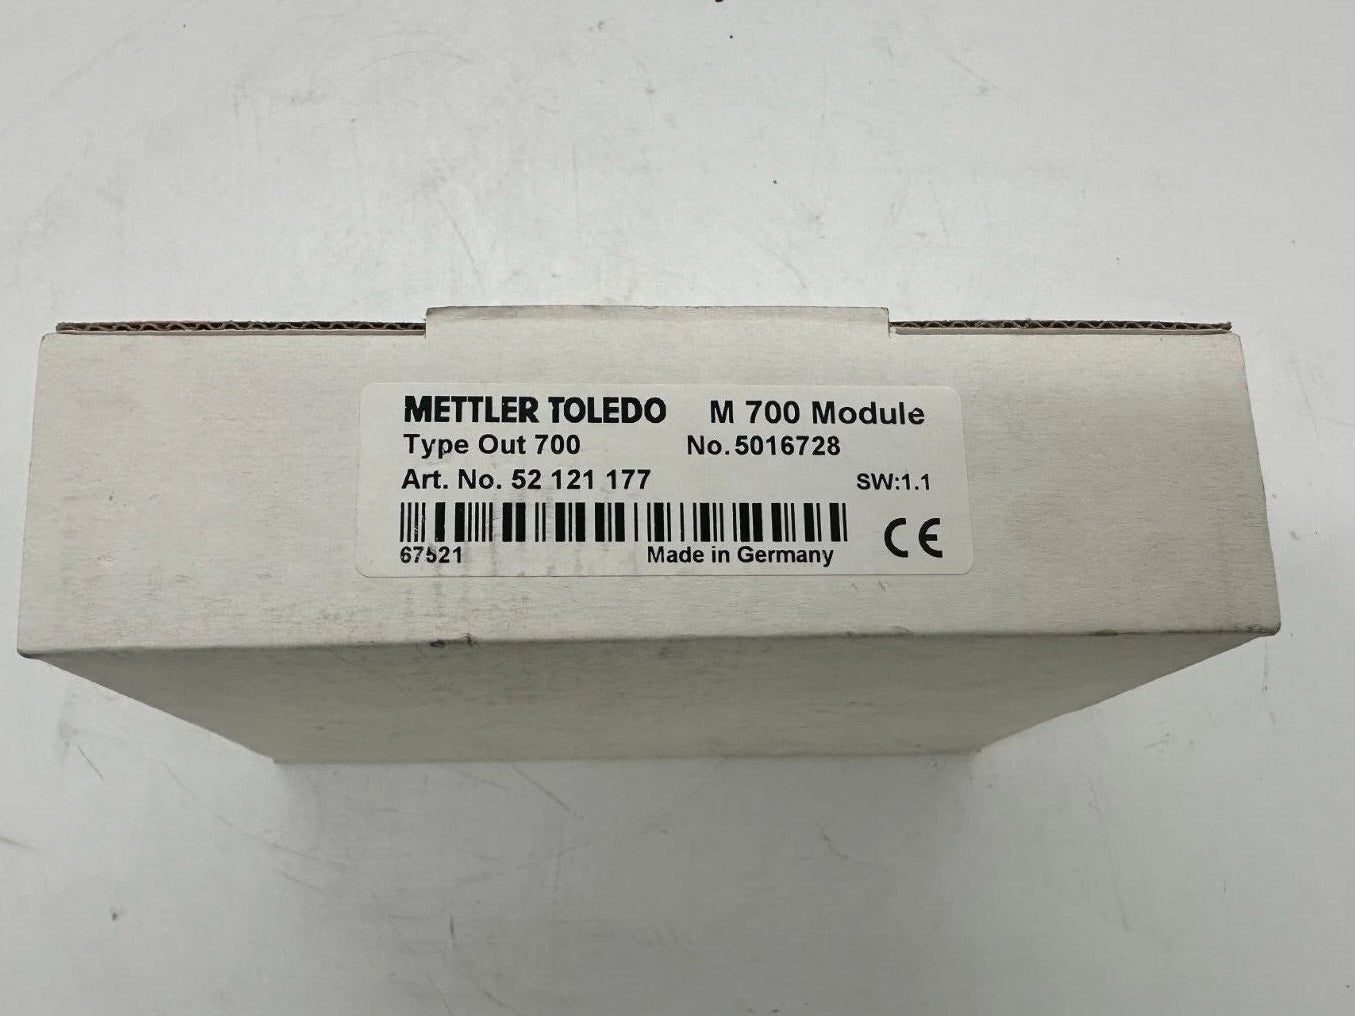 METTLER TOLEDO M 700 Module
Type Out 700 No. 5016728
Art. No. 52 121 177 SW:1.1
67521 Made in Germany CE